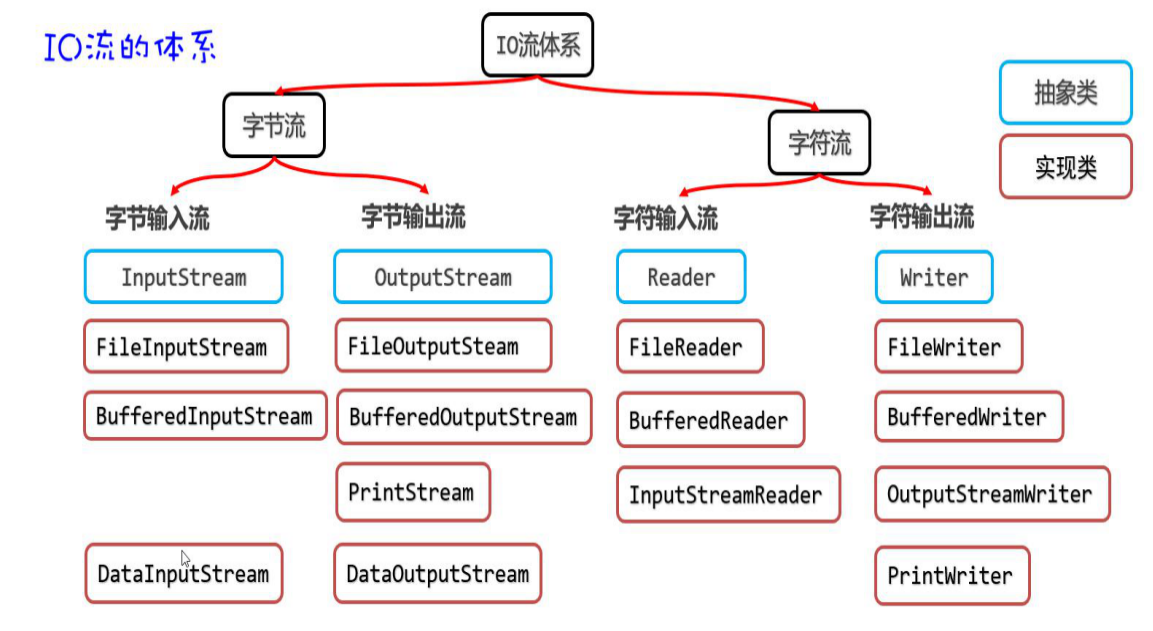 IO流的体系
IO流体系
抽象类
字节流
字符流
实现类
字节输入流
字节输出流
字符输入流
字符输出流
InputStream
OutputStream
Reader
Writer
FileInputStream
FileOutputSteam
FileReader
FileWriter
BufferedInputStream
BufferedOutputStream
BufferedReader
BufferedWriter
PrintStream
InputStreamReader
OutputStreamWriter
DataInputStream
DataOutputStream
PrintWriter